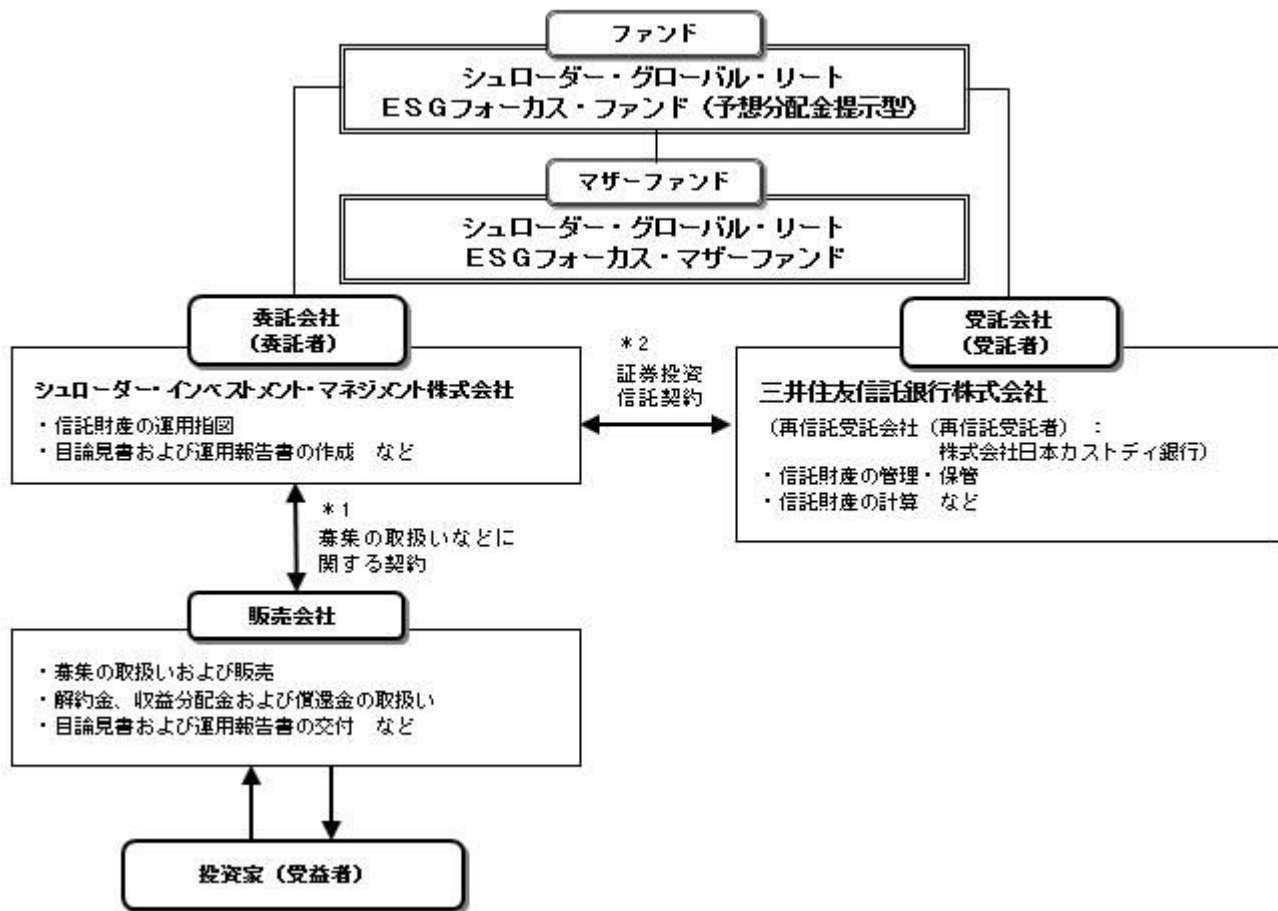 ファンド
シュローダー・グローバル・リート
ESGフォーカス・ファンド(予想分配金提示型)
マザーファンド
シュローダー・グローバル・リート
ESGフォーカス・マザーファンド
委託会社
(委託者)
シュローダー・インベストメント・マネジメント株式会社
・信託財産の運用指図
・目論見書および運用報告書の作成 など
*2
証券投資
信託契約
受託会社
(受託者)
三井住友信託銀行株式会社
(再信託受託会社(再信託受託者) :
株式会社日本カストディ銀行)
・信託財産の管理・保管
・信託財産の計算 など
*1
募集の取扱いなどに
関する契約
販売会社
・募集の取扱いおよび販売
・解約金、収益分配金および償還金の取扱い
・目論見書および運用報告書の交付 など
投資家(受益者)